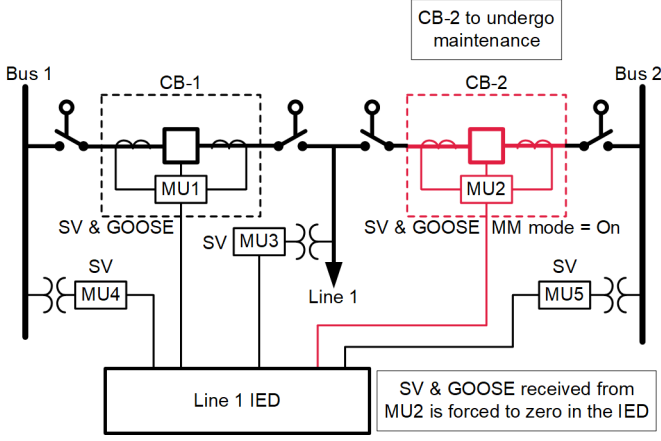 CB-2 to undergo
maintenance
Bus 1
Bus 2
CB-1
CB-2
MU1
MU2
SV & GOOSE
SV
MU3
SV & GOOSE
MM mode = On
SV
MU4
Line 1
SV
MU5
Line 1 IED
SV & GOOSE received from
MU2 is forced to zero in the IED